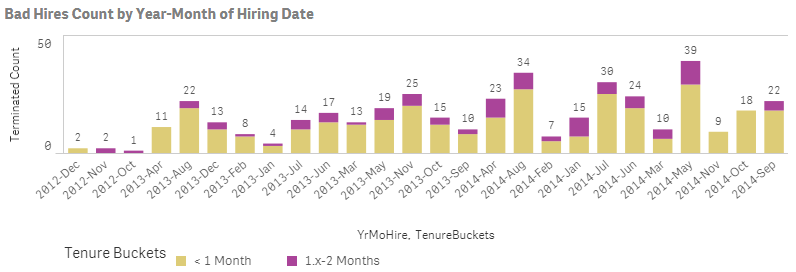 Bad Hires Count by Year-Month of Hiring Date
50
0
Terminated Count
2 2 1 11 22 13 8 4 14 17 13 19 25 15 10 23 34 7 15 30 24 10 39 9 18 22
2012-Dec 2012-Nov 2012-Oct 2013-Apr 2013-Aug 2013-Dec 2013-Feb 2013-Jan 2013-Jul 2013-Jun 2013-Mar 2013-May 2013-Nov 2013-Oct 2013-Sep 2014-Apr 2014-Aug 2014-Feb 2014-Jan 2014-Jul 2014-Jun 2014-Mar 2014-May 2014-Nov 2014-Oct 2014-Sep
YrMoHire, TenureBuckets
Tenure Buckets < 1 Month 1.x-2 Months